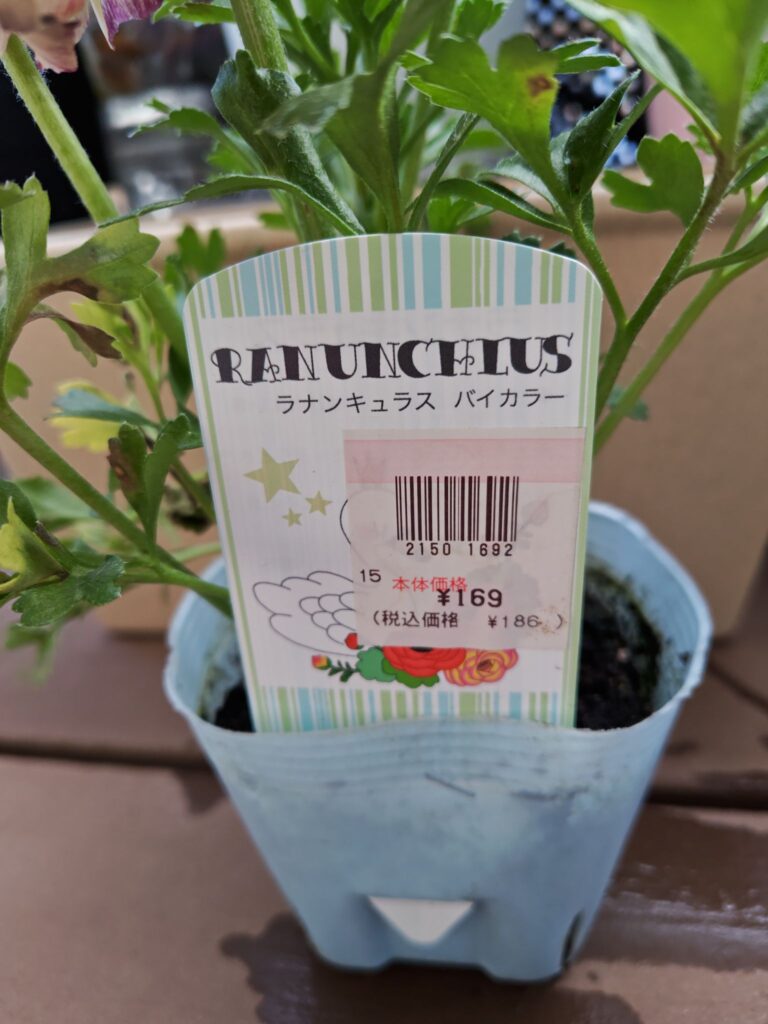 RANUNCHLUS
ラナンキュラス バイカラー
2150 1692
15 本体価格
¥169
(税込価格 ¥186 )